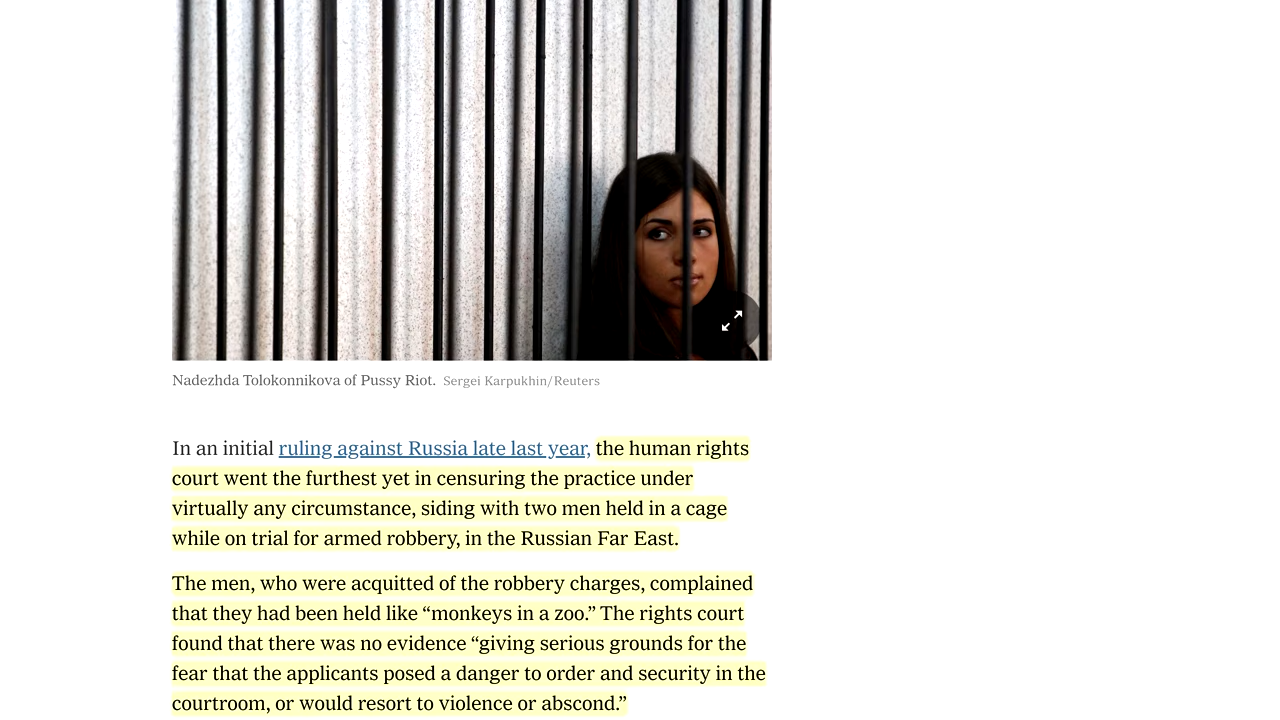 Nadezhda Tolokonnikova of Pussy Riot. Sergei Karpukhin/Reuters
In an initial ruling against Russia late last year, the human rights
court went the furthest yet in censuring the practice under
virtually any circumstance, siding with two men held in a cage
while on trial for armed robbery, in the Russian Far East.
The men, who were acquitted of the robbery charges, complained
that they had been held like “monkeys in a zoo.” The rights court
found that there was no evidence “giving serious grounds for the
fear that the applicants posed a danger to order and security in the
courtroom, or would resort to violence or abscond.”